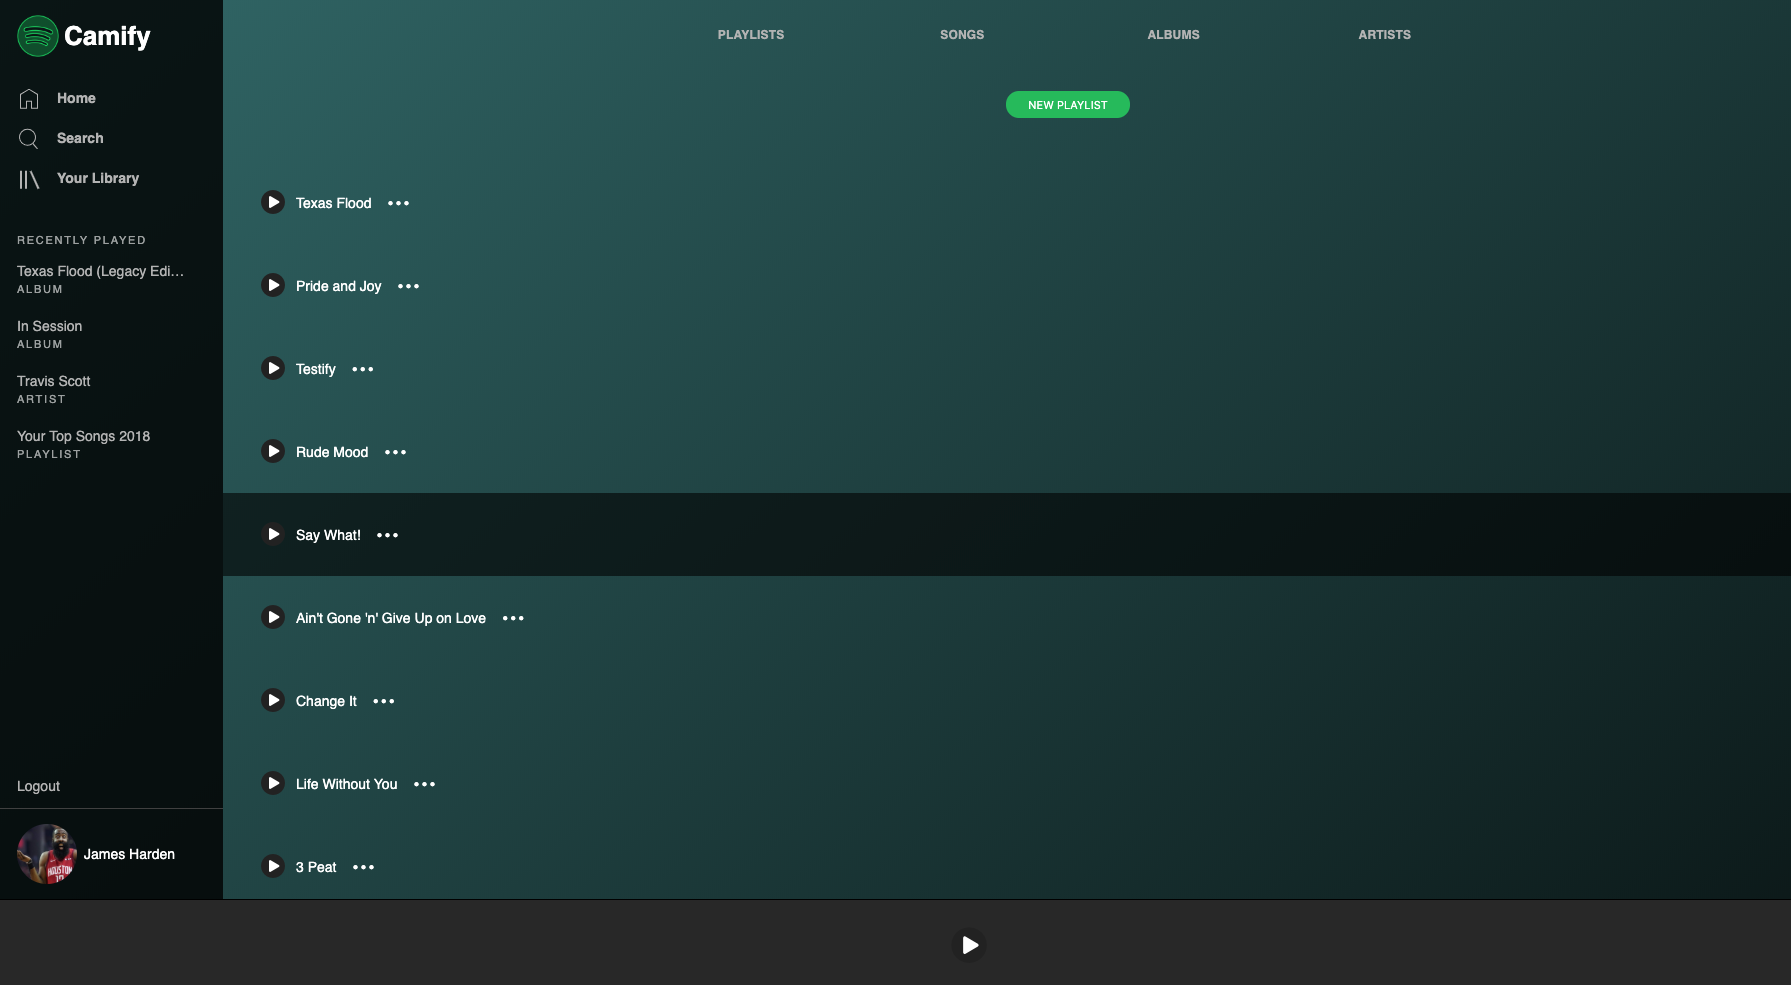 Camify
Home
Search
Your Library
RECENTLY PLAYED
Texas Flood (Legacy Edi...
ALBUM
In Session
ALBUM
Travis Scott
ARTIST
Your Top Songs 2018
PLAYLIST
Logout
James Harden
PLAYLISTS SONGS ALBUMS ARTISTS
NEW PLAYLIST
Texas Flood
Pride and Joy
Testify
Rude Mood
Say What!
Ain't Gone 'n' Give Up on Love
Change It
Life Without You
3 Peat